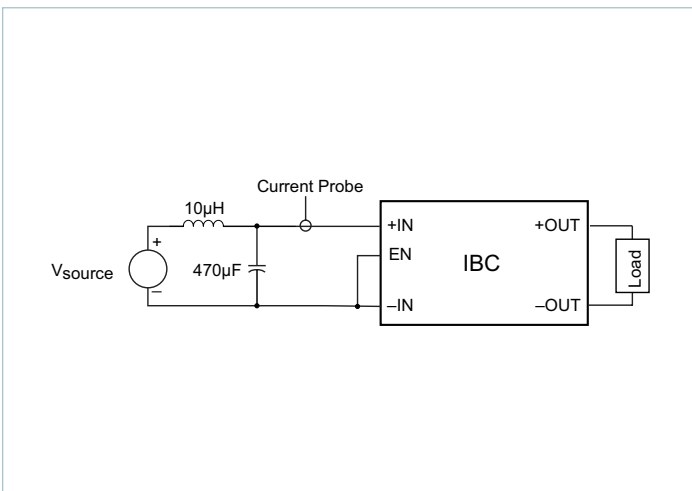 Current Probe
10µH
+IN
+OUT
+
EN
IBC
Load
Vsource
470µF
–
–IN
–OUT